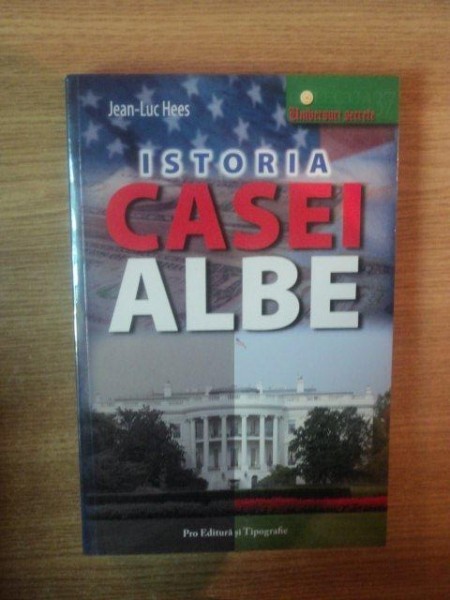 Jean-Luc Hees
Universuri secrete
ISTORIA
CASEI
ALBE
Pro Editură și Tipografie